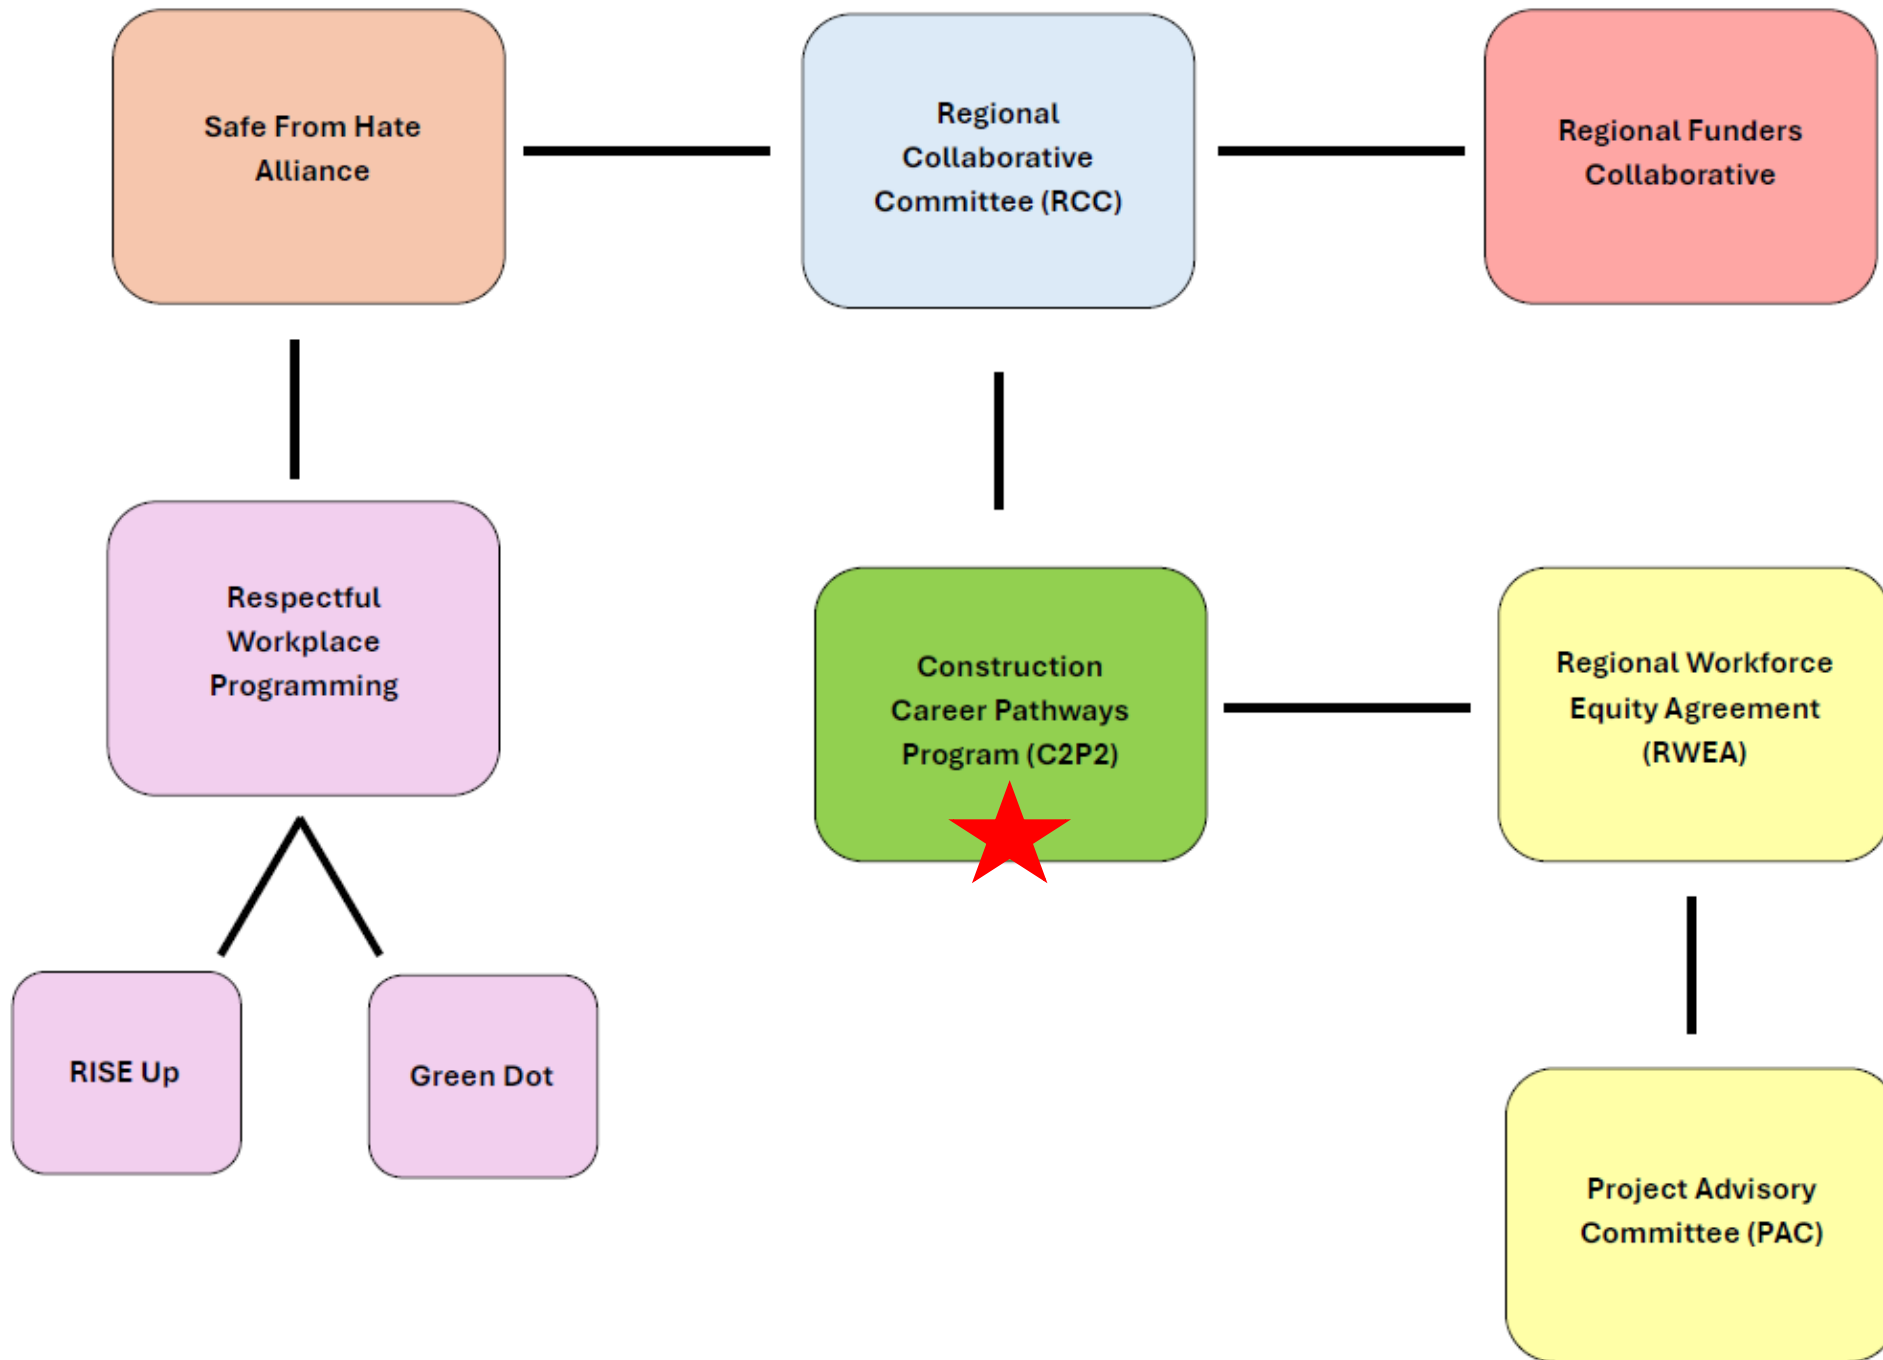 Safe From Hate
Alliance
Regional
Collaborative
Committee (RCC)
Regional Funders
Collaborative
Respectful
Workplace
Programming
Construction
Career Pathways
Program (C2P2)
Regional Workforce
Equity Agreement
(RWEA)
RISE Up
Green Dot
Project Advisory
Committee (PAC)